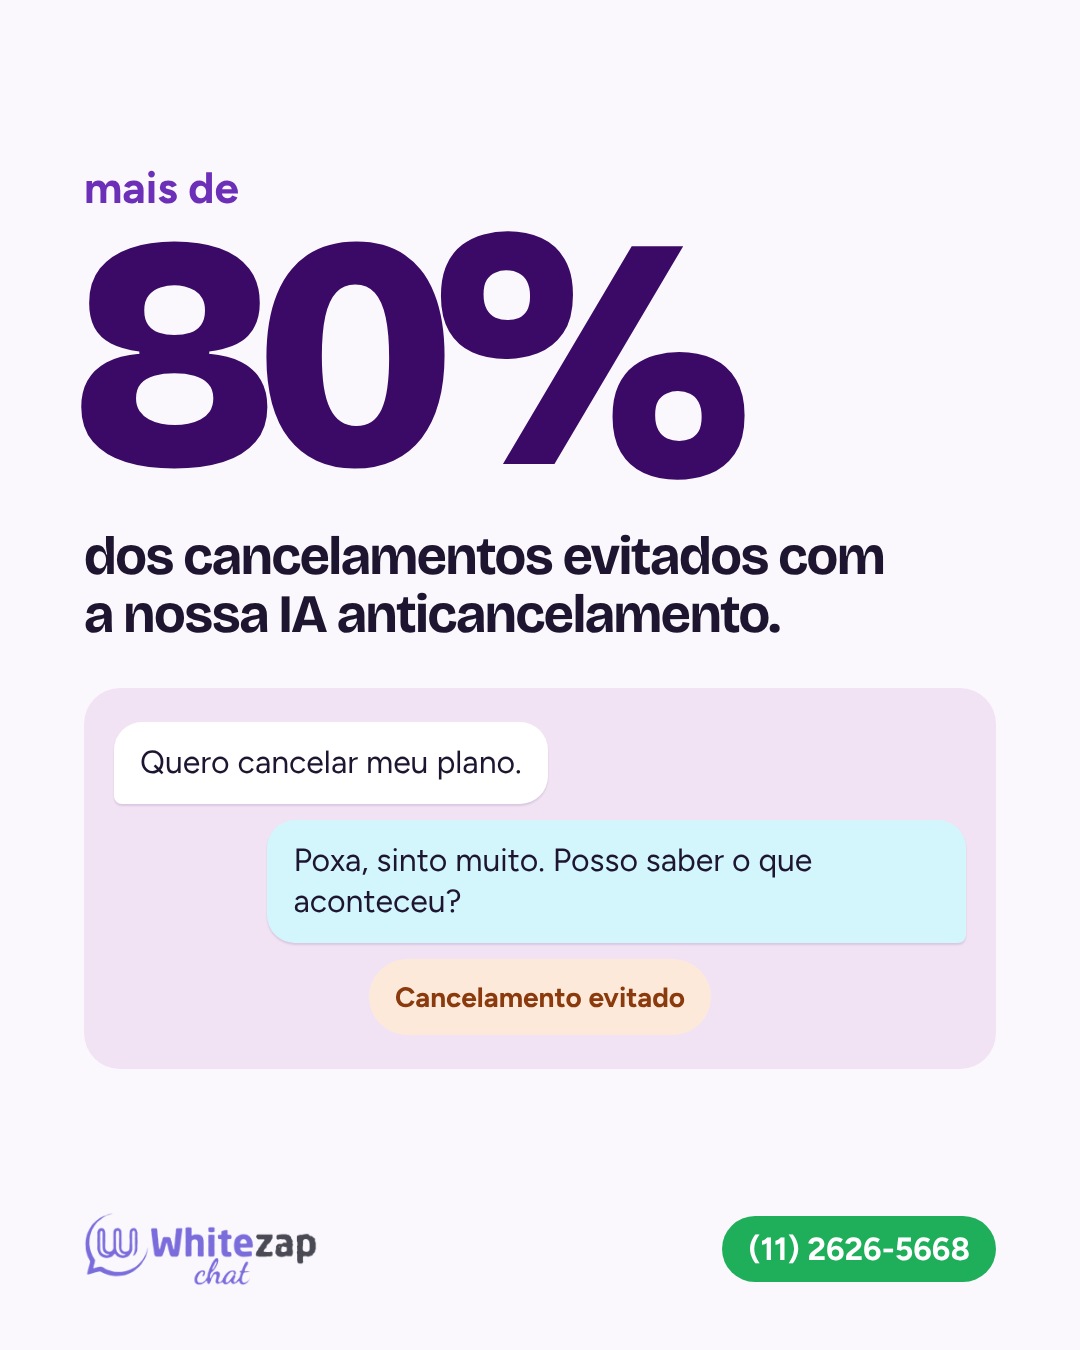 mais de
80%
dos cancelamentos evitados com
a nossa IA anticancelamento.
Quero cancelar meu plano.
Poxa, sinto muito. Posso saber o que
aconteceu?
Cancelamento evitado
Whitezap
chat
(11) 2626-5668